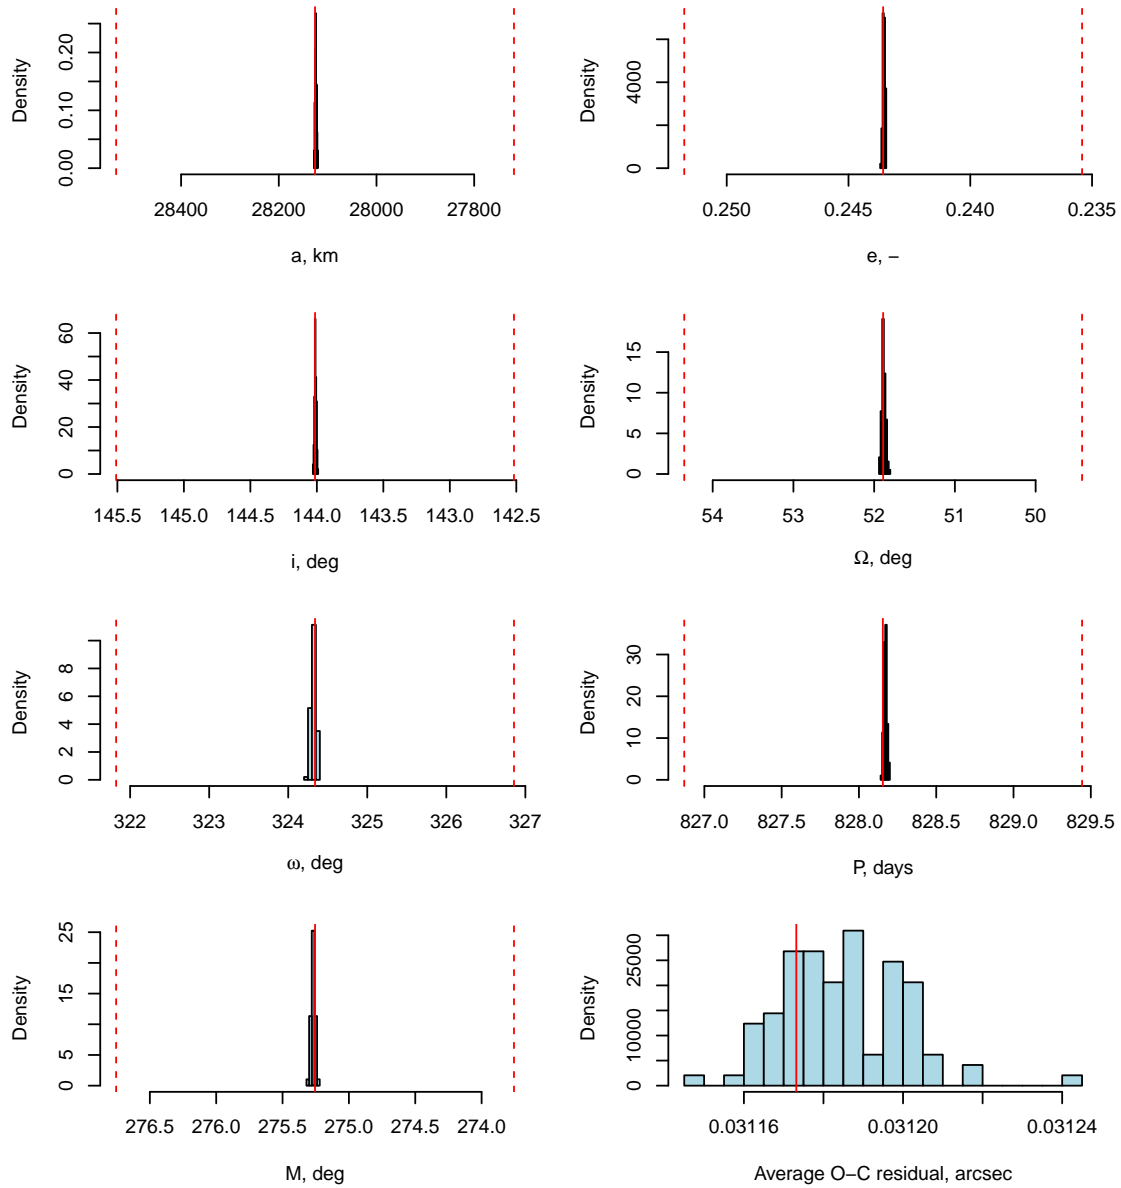 Density
0.00 0.10 0.20
28400 28200 28000 27800
a, km
Density
0 4000
0.250 0.245 0.240 0.235
e, −
Density
0 20 40 60
145.5 145.0 144.5 144.0 143.5 143.0 142.5
i, deg
Density
0 5 10 15
54 53 52 51 50
Ω, deg
Density
0 2 4 6 8
322 323 324 325 326 327
ω, deg
Density
0 10 20 30
827.0 827.5 828.0 828.5 829.0 829.5
P, days
Density
0 5 15 25
276.5 276.0 275.5 275.0 274.5 274.0
M, deg
Density
0 10000 25000
0.03116 0.03120 0.03124
Average O−C residual, arcsec